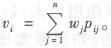 v_i = \sum_{j=1}^{n} w_j p_{ij}。